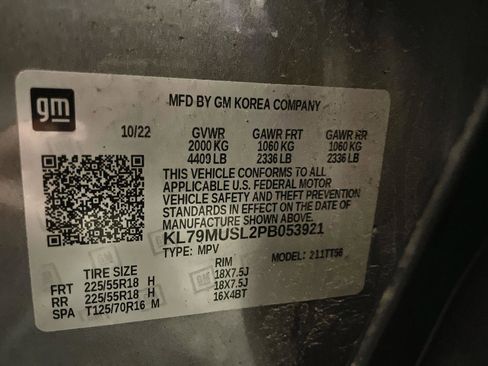 gm
MFD BY GM KOREA COMPANY
10/22 GVWR GAWR FRT GAWR RR
2000 KG 1060 KG 1060 KG
4409 LB 2336 LB 2336 LB
THIS VEHICLE CONFORMS TO ALL
APPLICABLE U.S. FEDERAL MOTOR
VEHICLE SAFETY AND THEFT PREVENTION
STANDARDS IN EFFECT ON THE DATE OF
MANUFACTURE SHOWN ABOVE.
KL79MUSL2PB053921
TYPE: MPV MODEL: 211TT56
TIRE SIZE RIM
FRT 225/55R18 H 18X7.5J
RR 225/55R18 H 18X7.5J
SPA T125/70R16 M 16X4BT